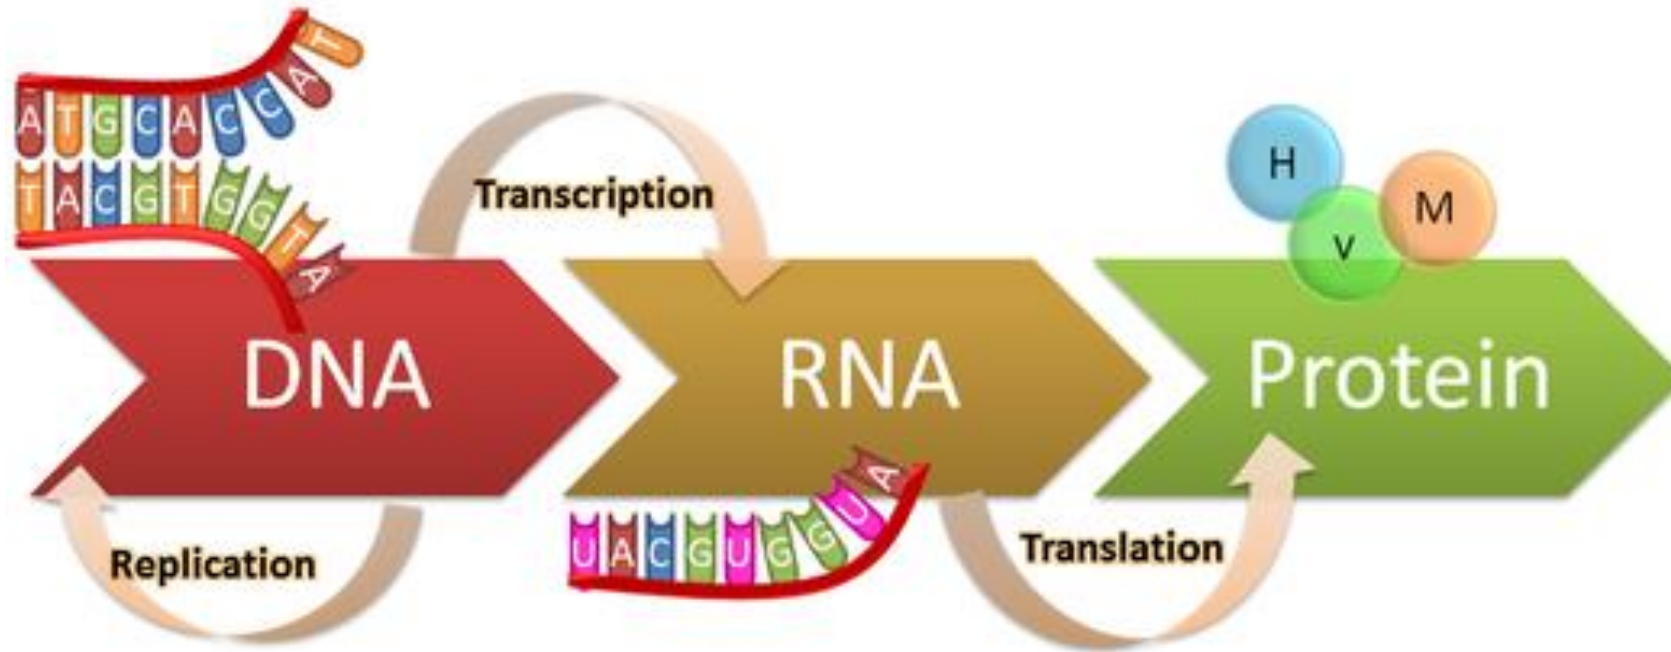 ATGCACCAT
TACGTGGTA
Transcription
H
V
M
DNA
RNA
Protein
Replication
UACGUGGUA
Translation